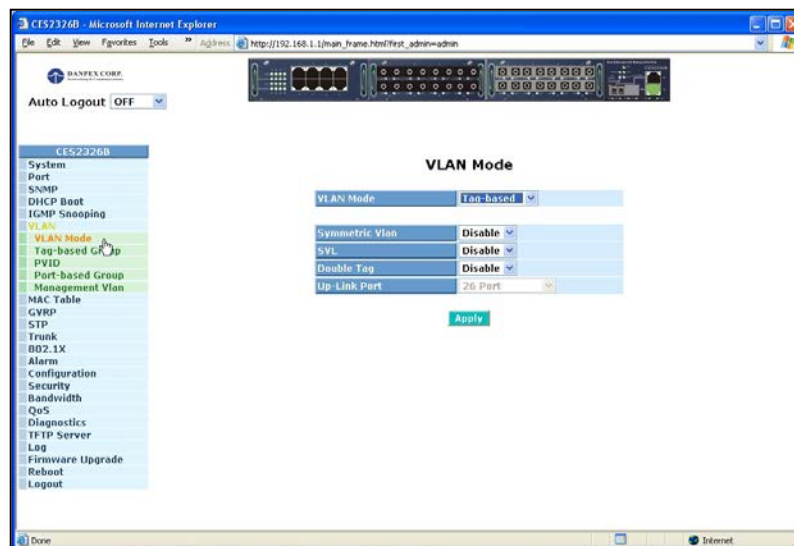 CES2326B - Microsoft Internet Explorer
File Edit View Favorites Tools » Address http://192.168.1.1/main_frame.html?first_admin=admin
DANPEX CORP.
Auto Logout OFF
CES2326B
System
Port
SNMP
DHCP Boot
IGMP Snooping
VLAN
VLAN Mode
Tag-based Group
PVID
Port-based Group
Management Vlan
MAC Table
GVRP
STP
Trunk
802.1X
Alarm
Configuration
Security
Bandwidth
QoS
Diagnostics
TFTP Server
Log
Firmware Upgrade
Reboot
Logout
VLAN Mode
VLAN Mode Tag-based
Symmetric Vlan Disable
SVL Disable
Double Tag Disable
Up-Link Port 26 Port
Apply
Done
Internet